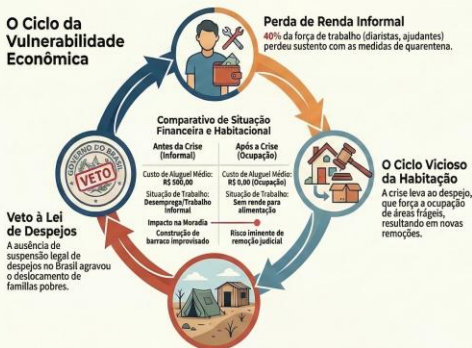 O Ciclo da
Vulnerabilidade
Econômica
Perda de Renda Informal
40% da força de trabalho (diaristas, ajudantes)
perdeu sustento com as medidas de quarentena.
Comparativo de Situação
Financeira e Habitacional
Antes da Crise
(Informal)
Após a Crise
(Ocupação)
Custo de Aluguel Médio:
R$ 500,00
Custo de Aluguel Médio:
R$ 0,00 (Ocupação)
Situação de Trabalho:
Desemprega/Trabalho
Informal
Situação de Trabalho:
Sem rende para
alimentação
Impacto na Moradia
Construção de
barraco improvisado
Risco iminente de
remoção judicial
O Ciclo Vicioso
da Habitação
A crise leva ao despejo,
que força a ocupação
de áreas frágeis,
resultando em novas
remoções.
GOVERNO DO BRASIL
VETO
Veto à Lei
de Despejos
A ausência de
suspensão legal de
despejos no Brasil agravou
o deslocamento de
famillas pobres.